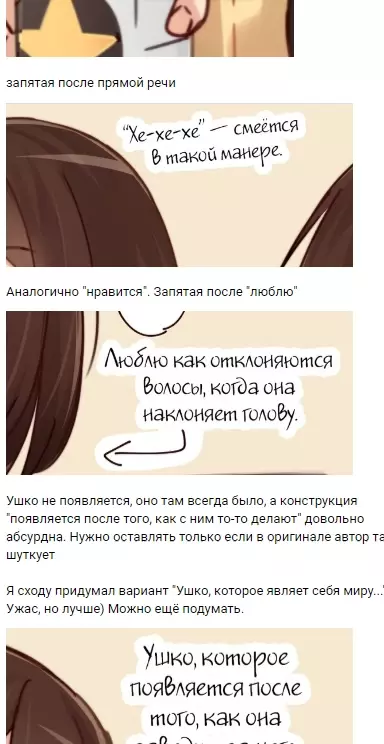 запятая после прямой речи
"Хе-хе-хе" — смеётся
в такой манере.
Аналогично "нравится". Запятая после "люблю"
Люблю как отклоняются
волосы, когда она
наклоняет голову.
Ушко не появляется, оно там всегда было, а конструкция
"появляется после того, как с ним то-то делают" довольно
абсурдна. Нужно оставлять только если в оригинале автор та
шуткует
Я сходу придумал вариант "Ушко, которое являет себя миру..."
Ужас, но лучше) Можно ещё подумать.
Ушко, которое
появляется после
того, как она